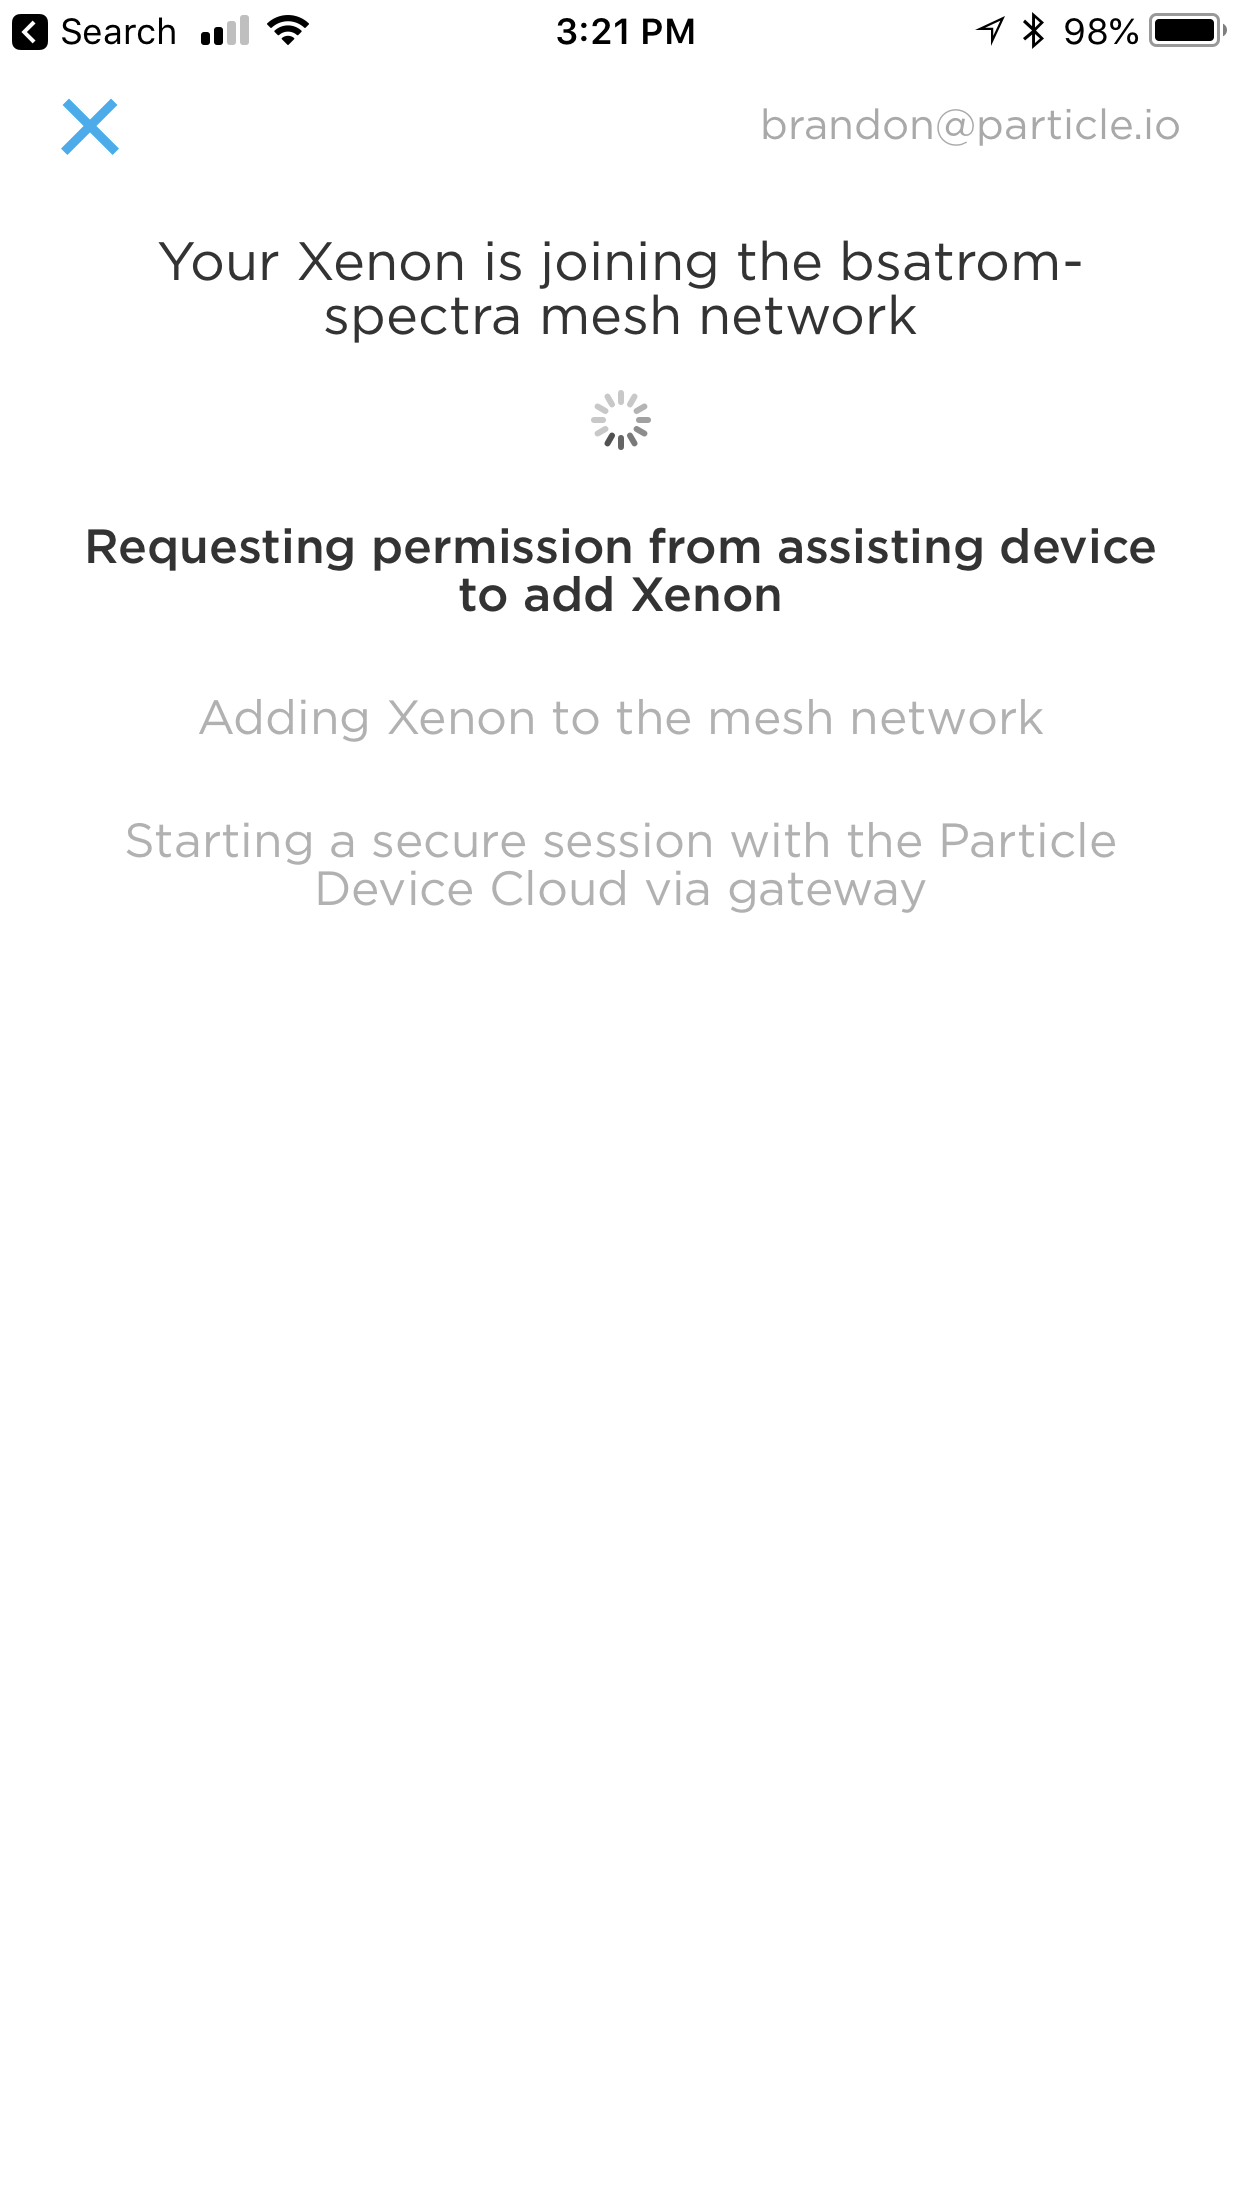 Search 3:21 PM 98%
brandon@particle.io
Your Xenon is joining the bsatrom-
spectra mesh network
Requesting permission from assisting device
to add Xenon
Adding Xenon to the mesh network
Starting a secure session with the Particle
Device Cloud via gateway